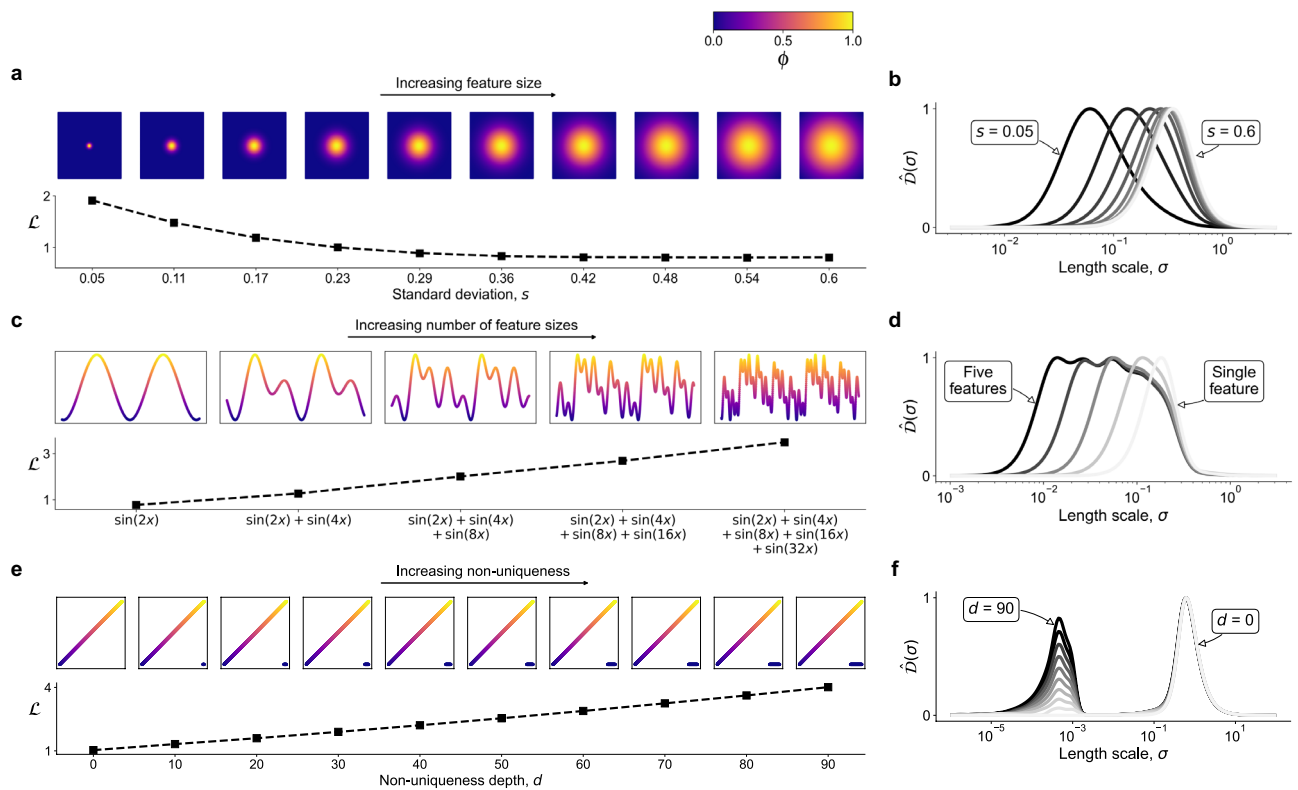 0.0 0.5 1.0
ϕ
a
Increasing feature size
2
1
ℒ
0.05 0.11 0.17 0.23 0.29 0.36 0.42 0.48 0.54 0.6
Standard deviation, s
b
1
0
s = 0.05
s = 0.6
𝒟̂(σ)
10⁻² 10⁻¹ 10⁰
Length scale, σ
c
Increasing number of feature sizes
3
1
ℒ
sin(2x) sin(2x) + sin(4x) sin(2x) + sin(4x) sin(2x) + sin(4x) sin(2x) + sin(4x)
+ sin(8x) + sin(8x) + sin(16x) + sin(8x) + sin(16x)
+ sin(32x)
d
1
0
Five
features
Single
feature
𝒟̂(σ)
10⁻³ 10⁻² 10⁻¹ 10⁰
Length scale, σ
e
Increasing non-uniqueness
4
1
ℒ
0 10 20 30 40 50 60 70 80 90
Non-uniqueness depth, d
f
1
0
d = 90
d = 0
𝒟̂(σ)
10⁻⁵ 10⁻³ 10⁻¹ 10¹
Length scale, σ